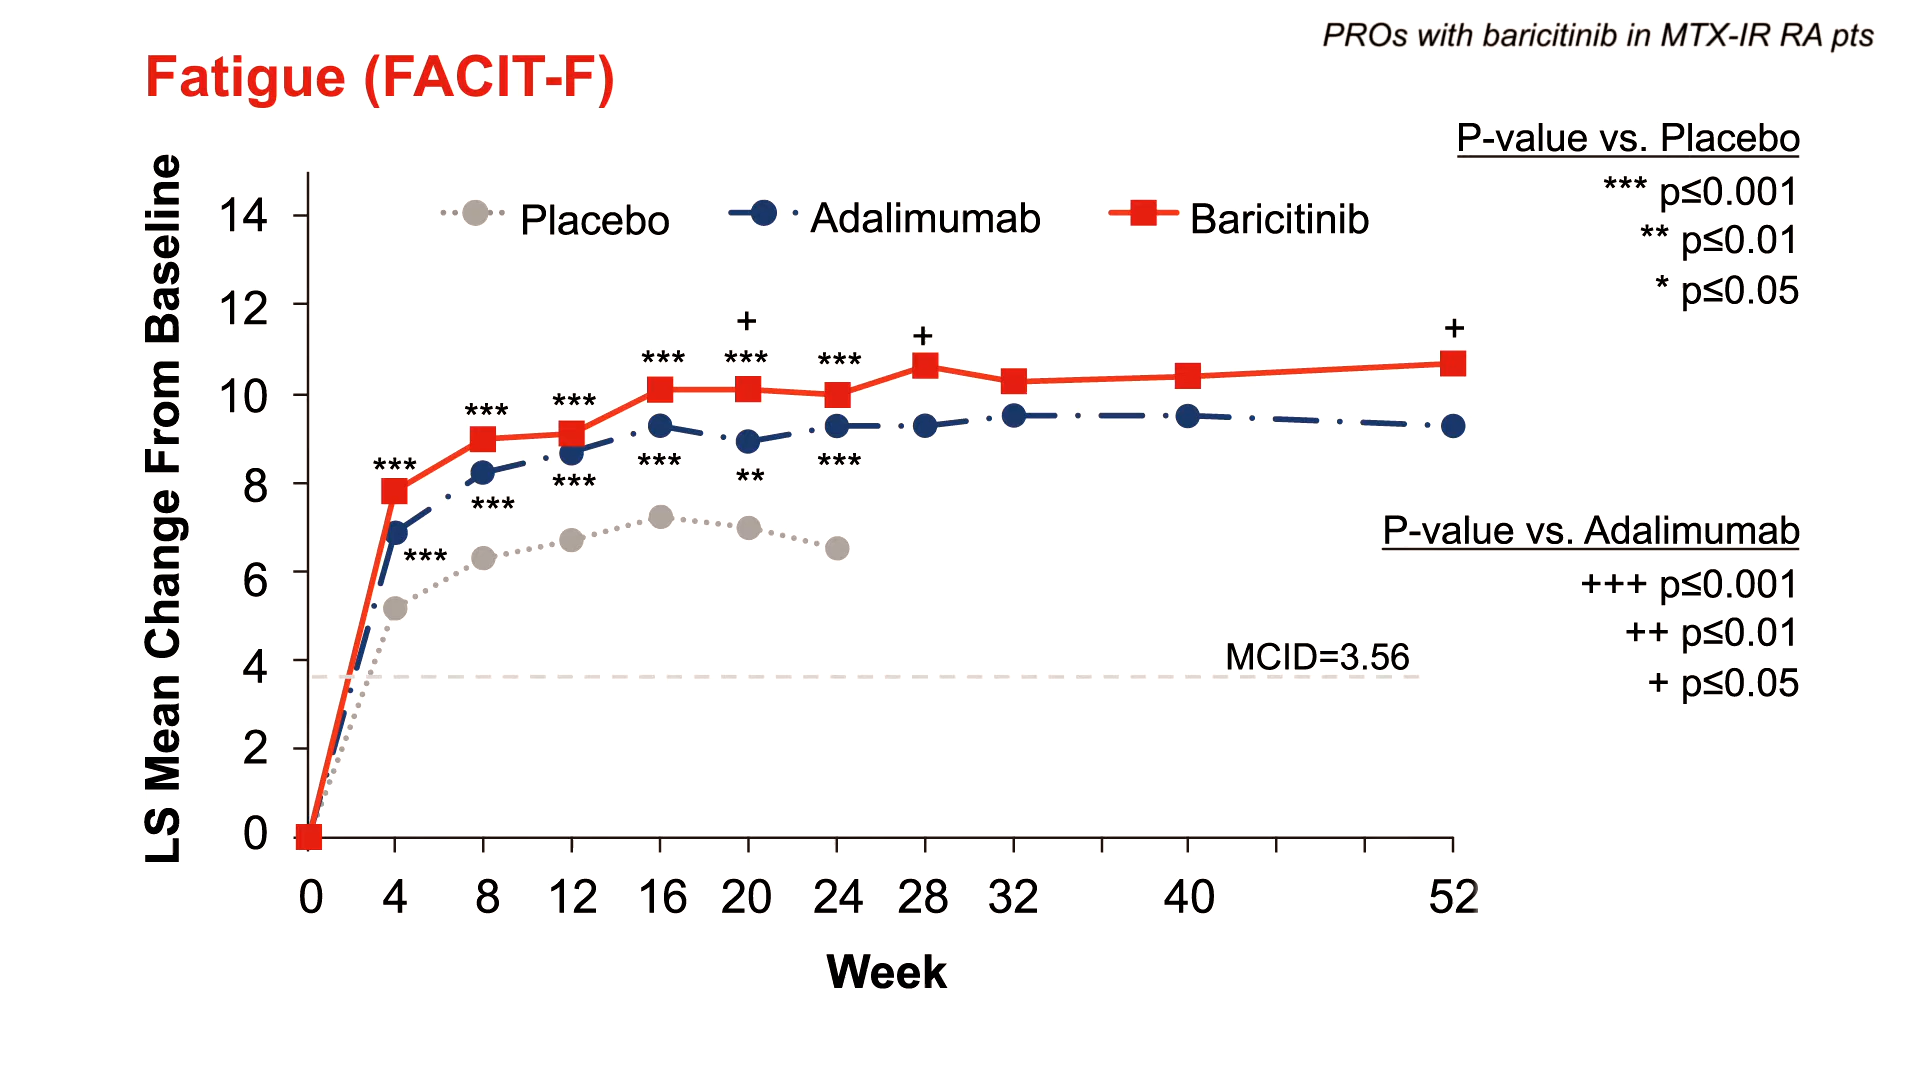 PROs with baricitinib in MTX-IR RA pts
Fatigue (FACIT-F)
P-value vs. Placebo
*** p≤0.001
** p≤0.01
* p≤0.05
LS Mean Change From Baseline
Placebo
Adalimumab
Baricitinib
14
12
10
8
6
4
2
0
+
+
+
*** *** ***
***
***
***
*** *** ***
*** **
***
***
MCID=3.56
P-value vs. Adalimumab
+++ p≤0.001
++ p≤0.01
+ p≤0.05
0 4 8 12 16 20 24 28 32 40 52
Week